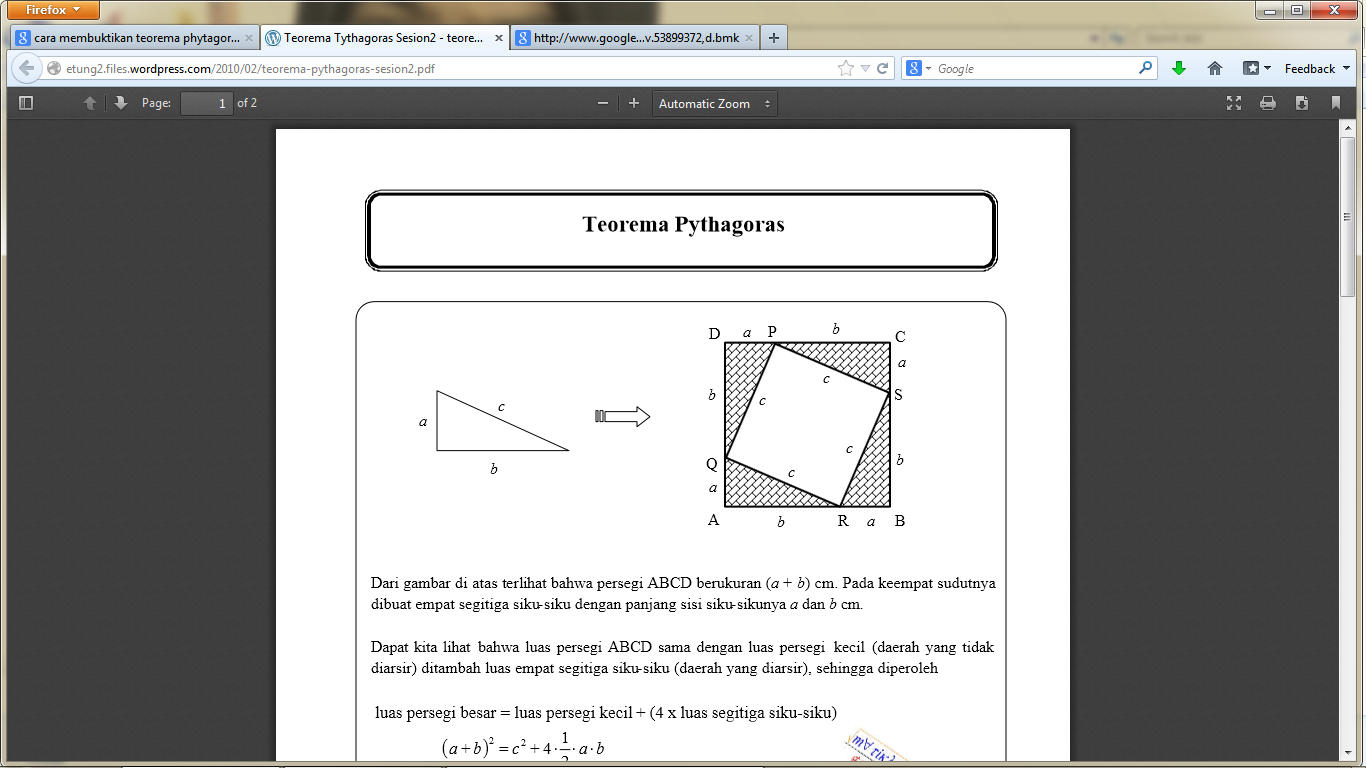 Firefox
cara membuktikan teorema phytagor...
Teorema Tythagoras Sesion2 - teore...
http://www.google...v.53899372,d.bmk
etung2.files.wordpress.com/2010/02/teorema-pythagoras-sesion2.pdf
Google
Feedback
Page: 1 of 2
Automatic Zoom
Teorema Pythagoras
a
c
b
D a P b C
a
c
b c S
c
Q c b
a
A b R a B
Dari gambar di atas terlihat bahwa persegi ABCD berukuran (a + b) cm. Pada keempat sudutnya
dibuat empat segitiga siku-siku dengan panjang sisi siku-sikunya a dan b cm.
Dapat kita lihat bahwa luas persegi ABCD sama dengan luas persegi kecil (daerah yang tidak
diarsir) ditambah luas empat segitiga siku-siku (daerah yang diarsir), sehingga diperoleh
luas persegi besar = luas persegi kecil + (4 x luas segitiga siku-siku)
(a + b)² = c² + 4 · 1/2 · a · b